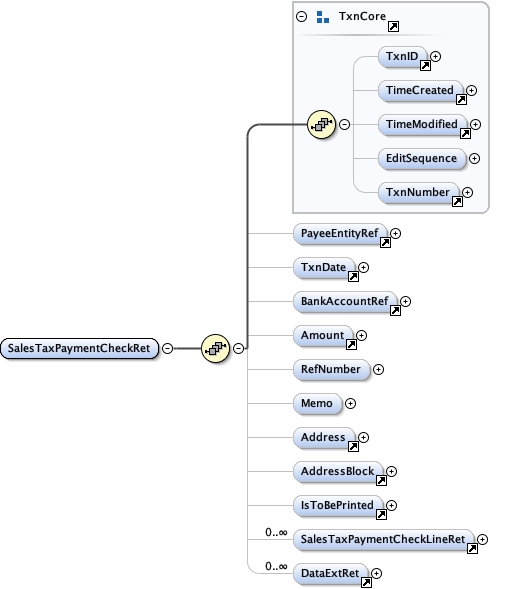 TxnCore
TxnID
TimeCreated
TimeModified
EditSequence
TxnNumber
PayeeEntityRef
TxnDate
BankAccountRef
Amount
SalesTaxPaymentCheckRet
RefNumber
Memo
Address
AddressBlock
IsToBePrinted
0..∞ SalesTaxPaymentCheckLineRet
0..∞ DataExtRet